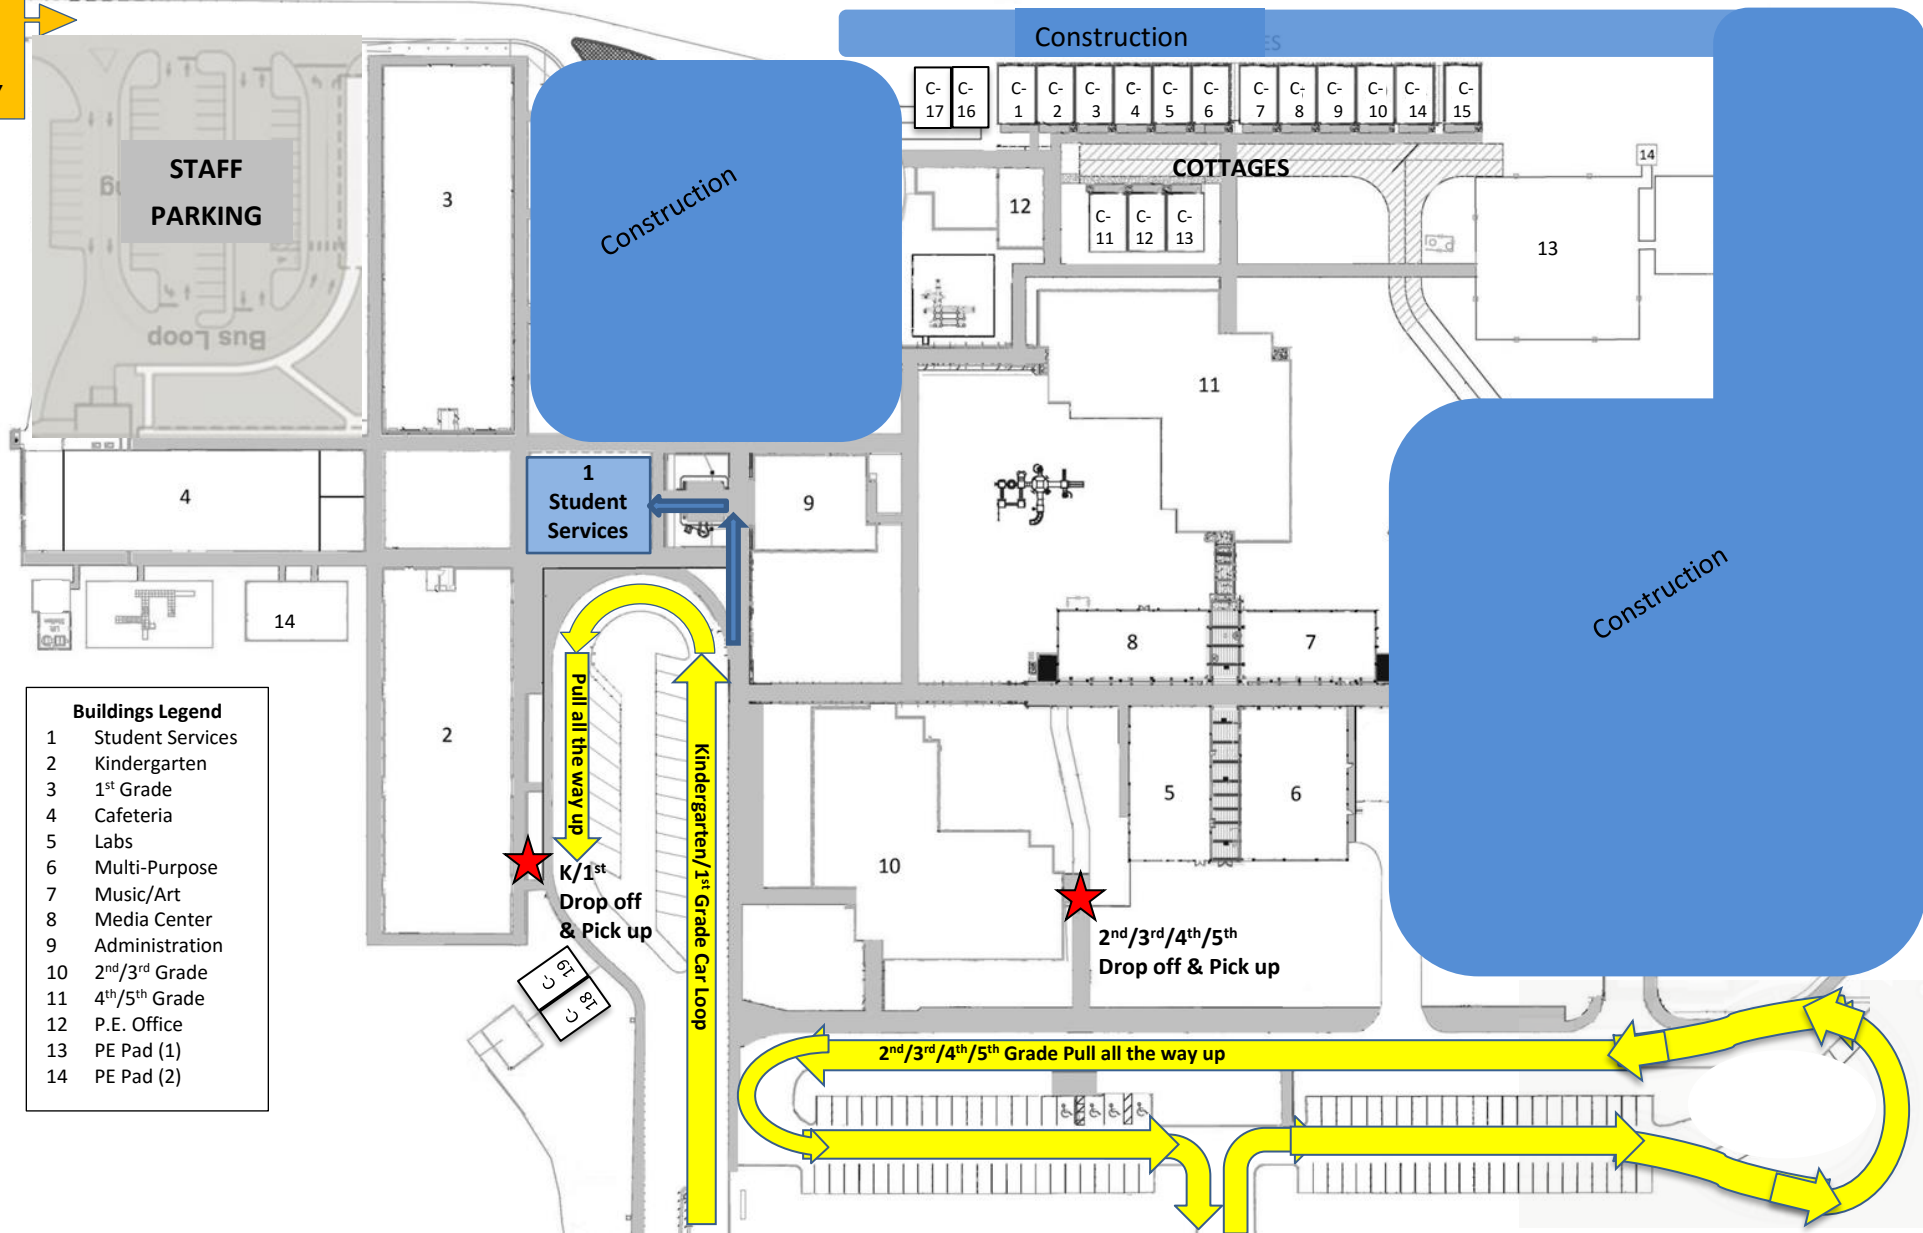 Construction
C-
17
C-
16
C-
1
C-
2
C-
3
C-
4
C-
5
C-
6
C-
7
C-
8
C-
9
C-
10
C-
14
C-
15
STAFF
PARKING
3
Construction
12
COTTAGES
C-
11
C-
12
C-
13
14
13
Bus Loop
11
4
1
Student
Services
9
14
8
7
Construction
Buildings Legend
1 Student Services
2 Kindergarten
3 1st Grade
4 Cafeteria
5 Labs
6 Multi-Purpose
7 Music/Art
8 Media Center
9 Administration
10 2nd/3rd Grade
11 4th/5th Grade
12 P.E. Office
13 PE Pad (1)
14 PE Pad (2)
2
Pull all the way up
Kindergarten/1st Grade Car Loop
5
6
10
K/1st
Drop off
& Pick up
2nd/3rd/4th/5th
Drop off & Pick up
C-
19
C-
18
2nd/3rd/4th/5th Grade Pull all the way up